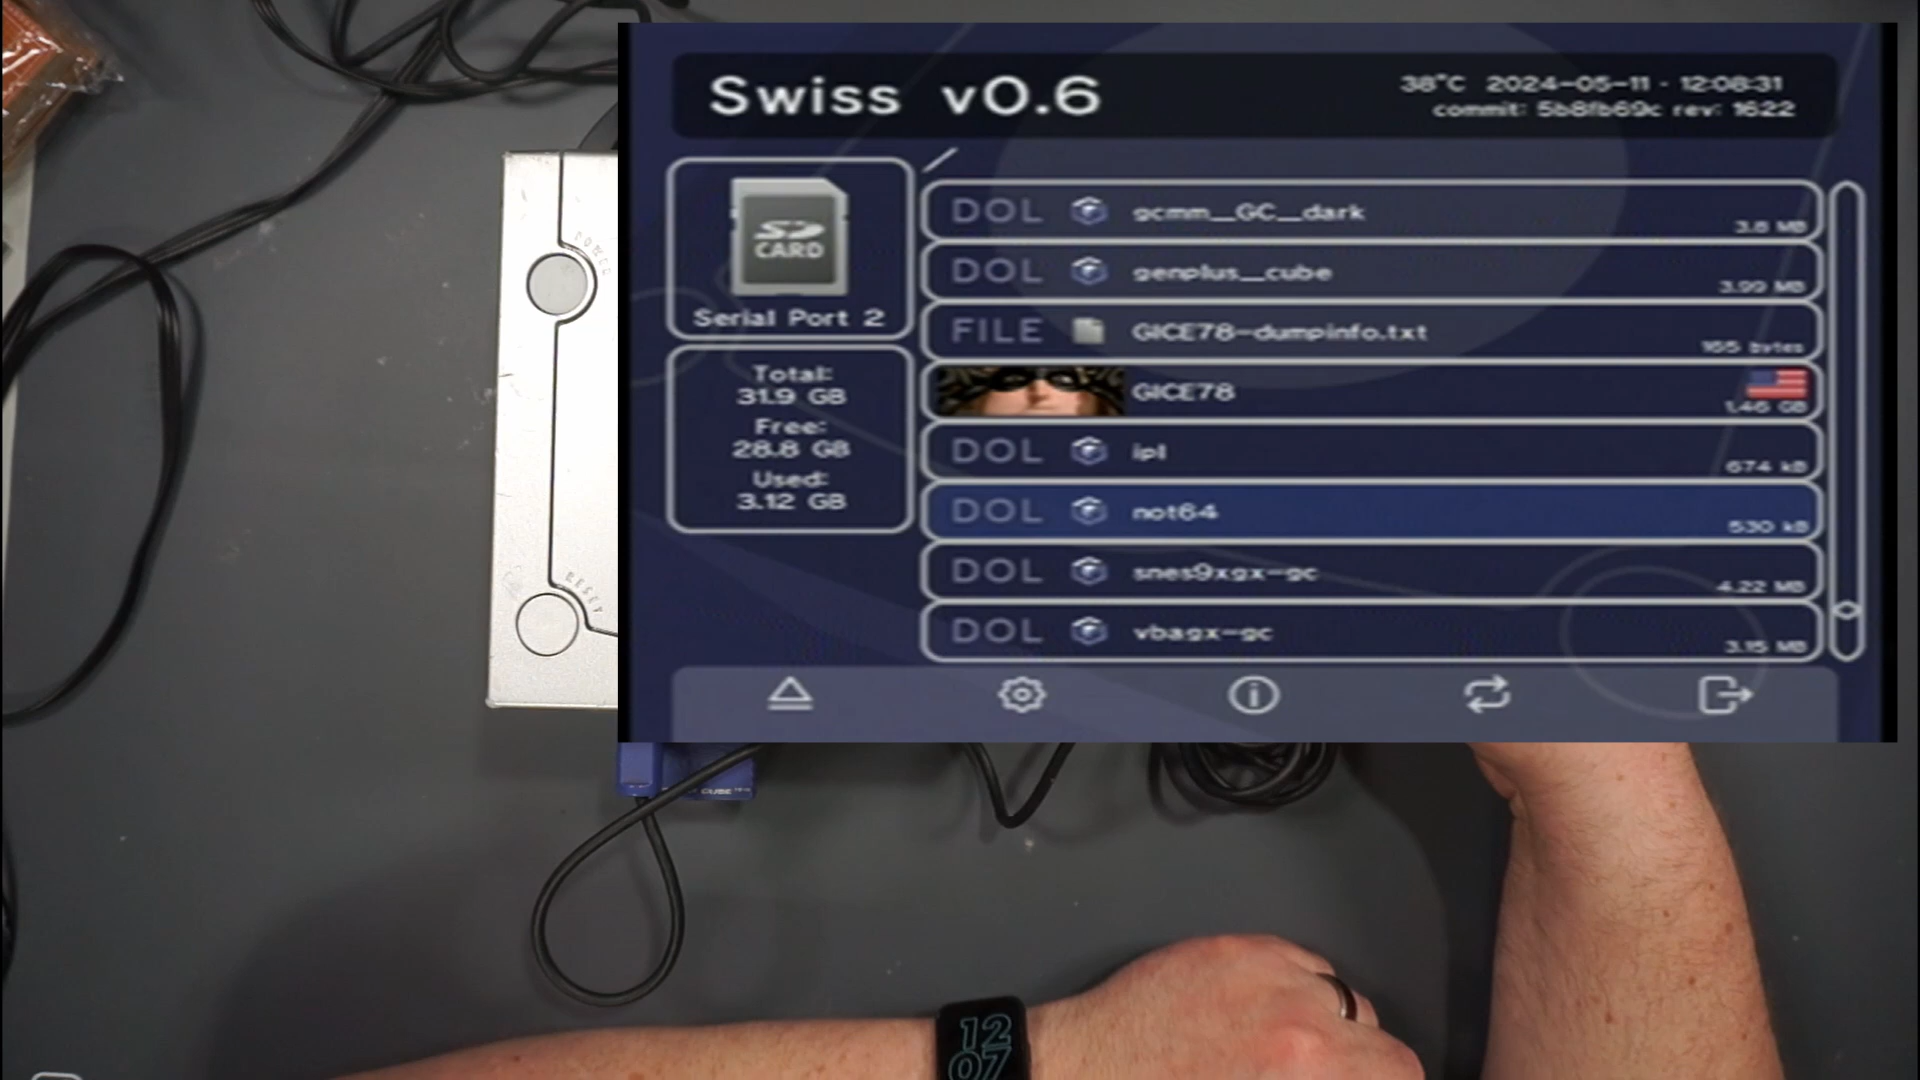 Swiss v0.6
38°C 2024-05-11 - 12:08:31
commit: 5b8fb69c rev: 1622
/
SD
CARD
Serial Port 2
Total:
31.9 GB
Free:
28.8 GB
Used:
3.12 GB
DOL gcmm_GC_dark
3.8 MB
DOL genplus_cube
3.99 MB
FILE GICE78-dumpinfo.txt
165 bytes
GICE78
1.46 GB
DOL ipl
674 kB
DOL not64
530 kB
DOL snes9xgx-gc
4.22 MB
DOL vbagx-gc
3.15 MB
POWER
RESET
CUBE
12
07